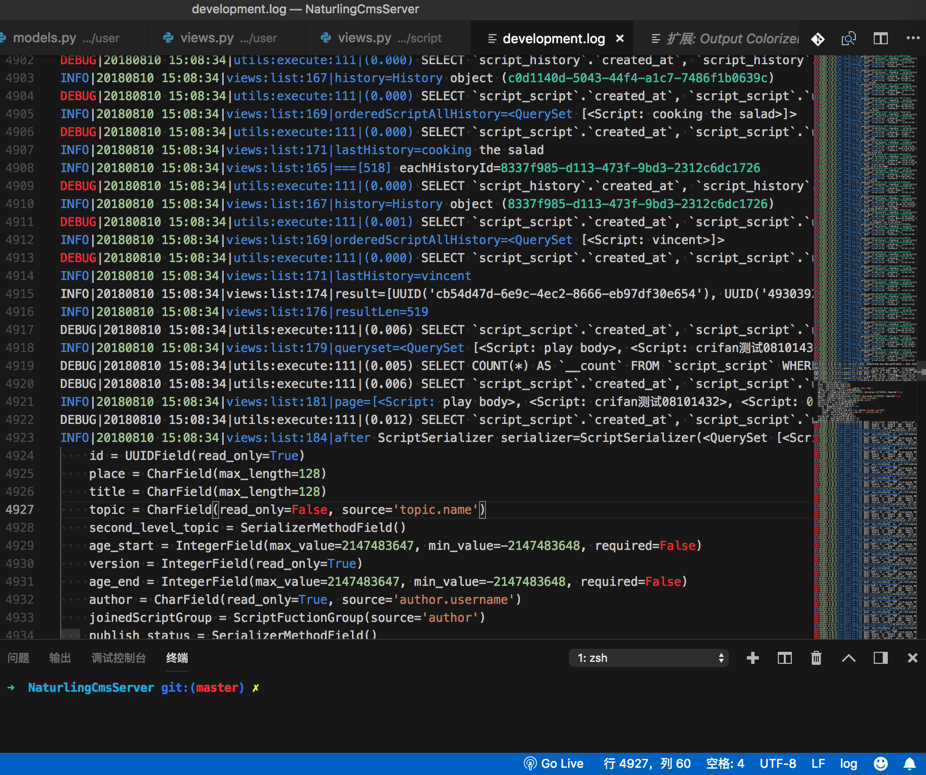 development.log — NaturlingCmsServer
models.py .../user
views.py .../user
views.py .../script
development.log ×
扩展: Output Colorizer
4902 DEBUG|20180810 15:08:34|utils:execute:111|(0.000) SELECT `script_history`.`created_at`, `script_history`
4903 INFO|20180810 15:08:34|views:list:167|history=History object (c0d1140d-5043-44f4-a1c7-7486f1b0639c)
4904 DEBUG|20180810 15:08:34|utils:execute:111|(0.000) SELECT `script_script`.`created_at`, `script_script`.`
4905 INFO|20180810 15:08:34|views:list:169|orderedScriptAllHistory=<QuerySet [<Script: cooking the salad>]>
4906 DEBUG|20180810 15:08:34|utils:execute:111|(0.000) SELECT `script_script`.`created_at`, `script_script`.`
4907 INFO|20180810 15:08:34|views:list:171|lastHistory=cooking the salad
4908 INFO|20180810 15:08:34|views:list:165|===[518] eachHistoryId=8337f985-d113-473f-9bd3-2312c6dc1726
4909 DEBUG|20180810 15:08:34|utils:execute:111|(0.000) SELECT `script_history`.`created_at`, `script_history`
4910 INFO|20180810 15:08:34|views:list:167|history=History object (8337f985-d113-473f-9bd3-2312c6dc1726)
4911 DEBUG|20180810 15:08:34|utils:execute:111|(0.001) SELECT `script_script`.`created_at`, `script_script`.`
4912 INFO|20180810 15:08:34|views:list:169|orderedScriptAllHistory=<QuerySet [<Script: vincent>]>
4913 DEBUG|20180810 15:08:34|utils:execute:111|(0.000) SELECT `script_script`.`created_at`, `script_script`.`
4914 INFO|20180810 15:08:34|views:list:171|lastHistory=vincent
4915 INFO|20180810 15:08:34|views:list:174|result=[UUID('cb54d47d-6e9c-4ec2-8666-eb97df30e654'), UUID('4930392
4916 INFO|20180810 15:08:34|views:list:176|resultLen=519
4917 DEBUG|20180810 15:08:34|utils:execute:111|(0.006) SELECT `script_script`.`created_at`, `script_script`.`
4918 INFO|20180810 15:08:34|views:list:179|queryset=<QuerySet [<Script: play body>, <Script: crifan测试0810143
4919 DEBUG|20180810 15:08:34|utils:execute:111|(0.005) SELECT COUNT(*) AS `__count` FROM `script_script` WHERE
4920 DEBUG|20180810 15:08:34|utils:execute:111|(0.006) SELECT `script_script`.`created_at`, `script_script`.`
4921 INFO|20180810 15:08:34|views:list:181|page=[<Script: play body>, <Script: crifan测试08101432>, <Script: 0
4922 DEBUG|20180810 15:08:34|utils:execute:111|(0.012) SELECT `script_script`.`created_at`, `script_script`.`
4923 INFO|20180810 15:08:34|views:list:184|after ScriptSerializer serializer=ScriptSerializer(<QuerySet [<Scr
4924 id = UUIDField(read_only=True)
4925 place = CharField(max_length=128)
4926 title = CharField(max_length=128)
4927 topic = CharField(read_only=False, source='topic.name')
4928 second_level_topic = SerializerMethodField()
4929 age_start = IntegerField(max_value=2147483647, min_value=-2147483648, required=False)
4930 version = IntegerField(read_only=True)
4931 age_end = IntegerField(max_value=2147483647, min_value=-2147483648, required=False)
4932 author = CharField(read_only=True, source='author.username')
4933 joinedScriptGroup = ScriptFuctionGroup(source='author')
4934 publish_status = SerializerMethodField()
问题 输出 调试控制台 终端
1: zsh
➜ NaturlingCmsServer git:(master) ✗
Go Live 行 4927，列 60 空格: 4 UTF-8 LF log